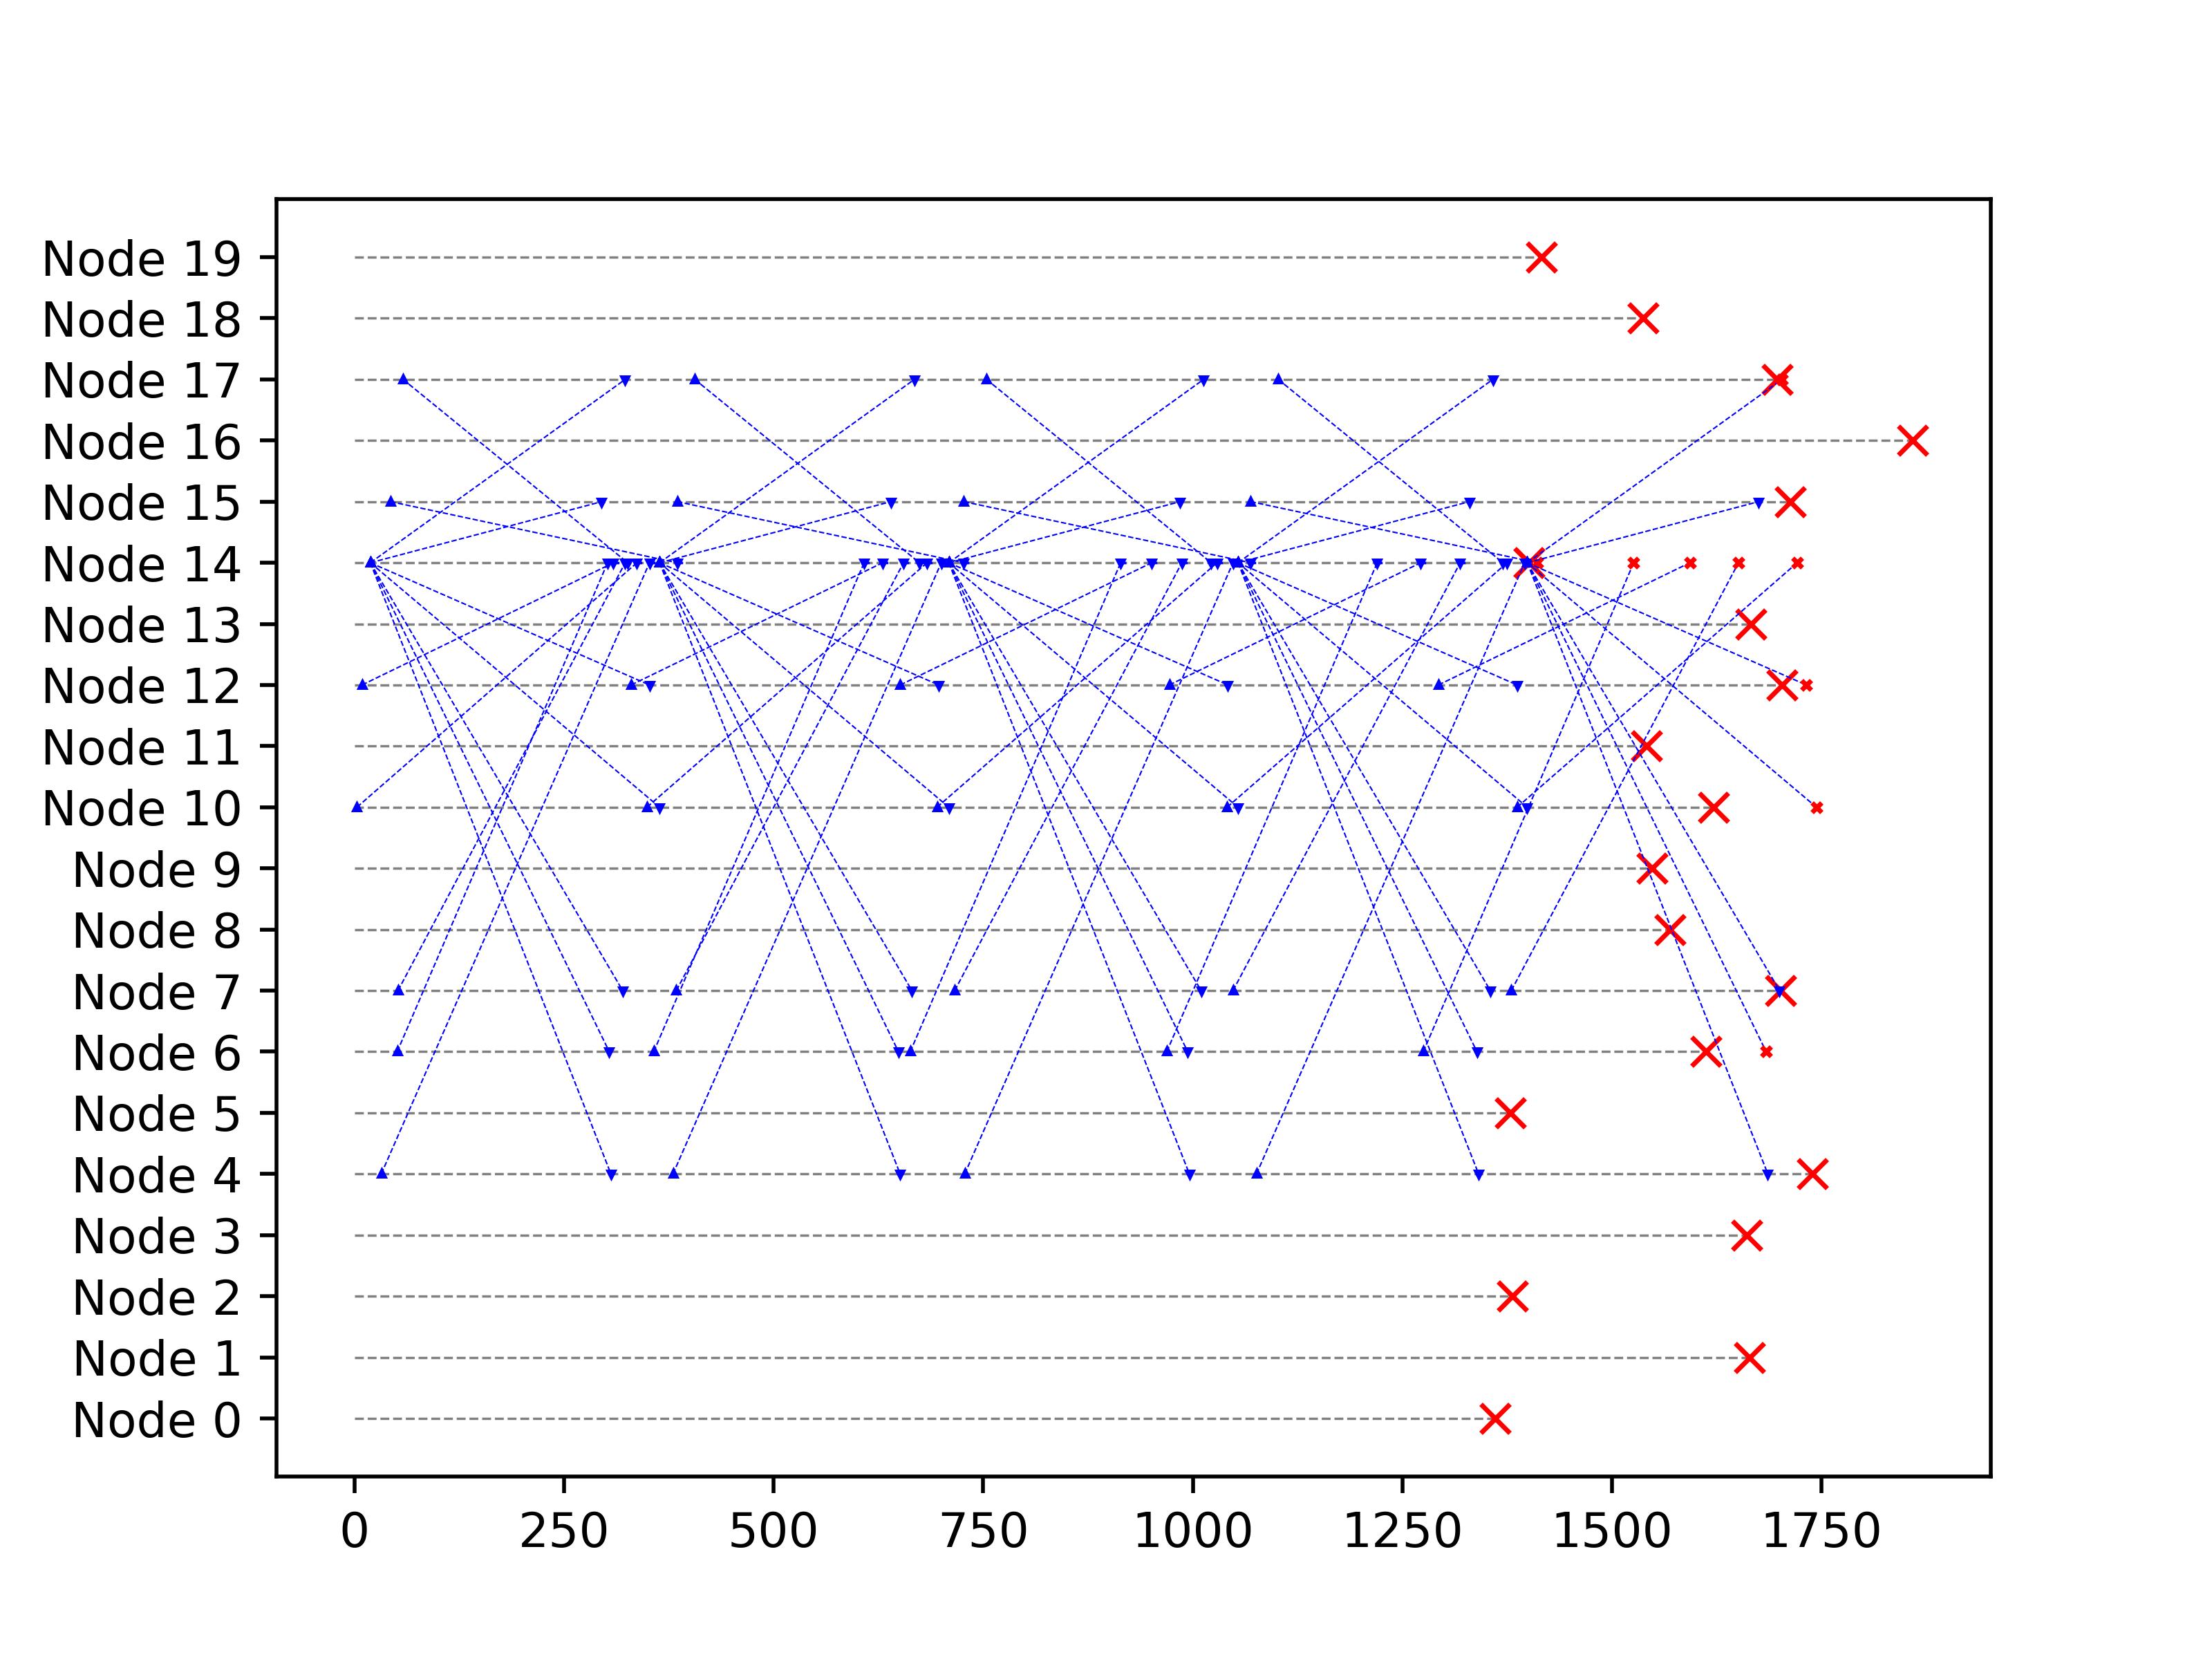 Node 19
Node 18
Node 17
Node 16
Node 15
Node 14
Node 13
Node 12
Node 11
Node 10
Node 9
Node 8
Node 7
Node 6
Node 5
Node 4
Node 3
Node 2
Node 1
Node 0
0 250 500 750 1000 1250 1500 1750